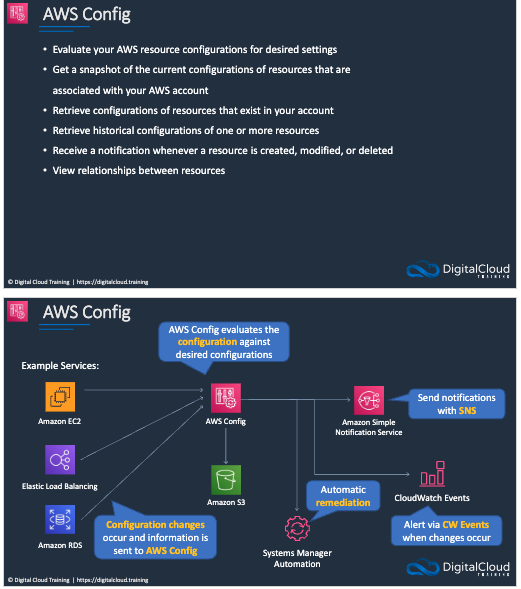 AWS Config
• Evaluate your AWS resource configurations for desired settings
• Get a snapshot of the current configurations of resources that are
associated with your AWS account
• Retrieve configurations of resources that exist in your account
• Retrieve historical configurations of one or more resources
• Receive a notification whenever a resource is created, modified, or deleted
• View relationships between resources
DigitalCloud
TRAINING
© Digital Cloud Training | https://digitalcloud.training
AWS Config
AWS Config evaluates the
configuration against
desired configurations
Example Services:
Amazon EC2
AWS Config
Amazon Simple
Notification Service
Send notifications
with SNS
Elastic Load Balancing
Amazon S3
Automatic
remediation
CloudWatch Events
Amazon RDS
Configuration changes
occur and information is
sent to AWS Config
Systems Manager
Automation
Alert via CW Events
when changes occur
DigitalCloud
TRAINING
© Digital Cloud Training | https://digitalcloud.training